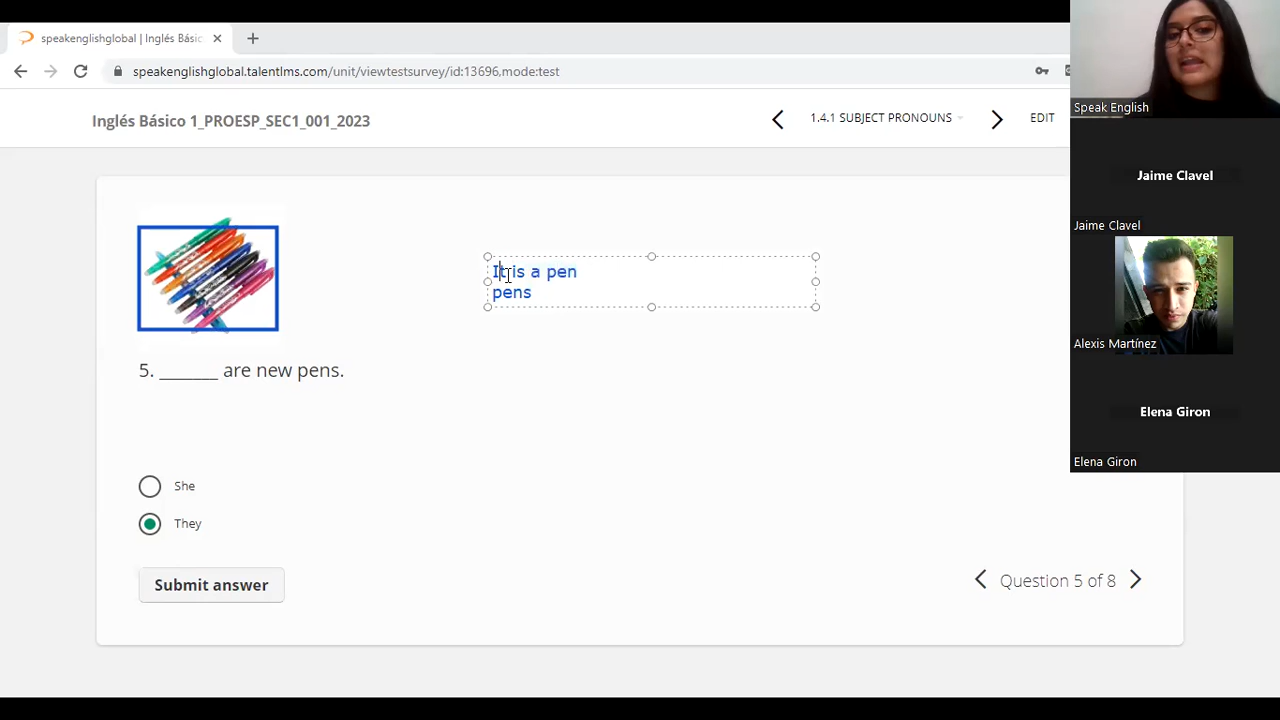 speakenglishglobal | Inglés Básic
speakenglishglobal.talentlms.com/unit/viewtestsurvey/id:13696,mode:test
Inglés Básico 1_PROESP_SEC1_001_2023
1.4.1 SUBJECT PRONOUNS
EDIT
It is a pen
pens
5. ______ are new pens.
She
They
Submit answer
Question 5 of 8
Speak English
Jaime Clavel
Jaime Clavel
Alexis Martínez
Elena Giron
Elena Giron